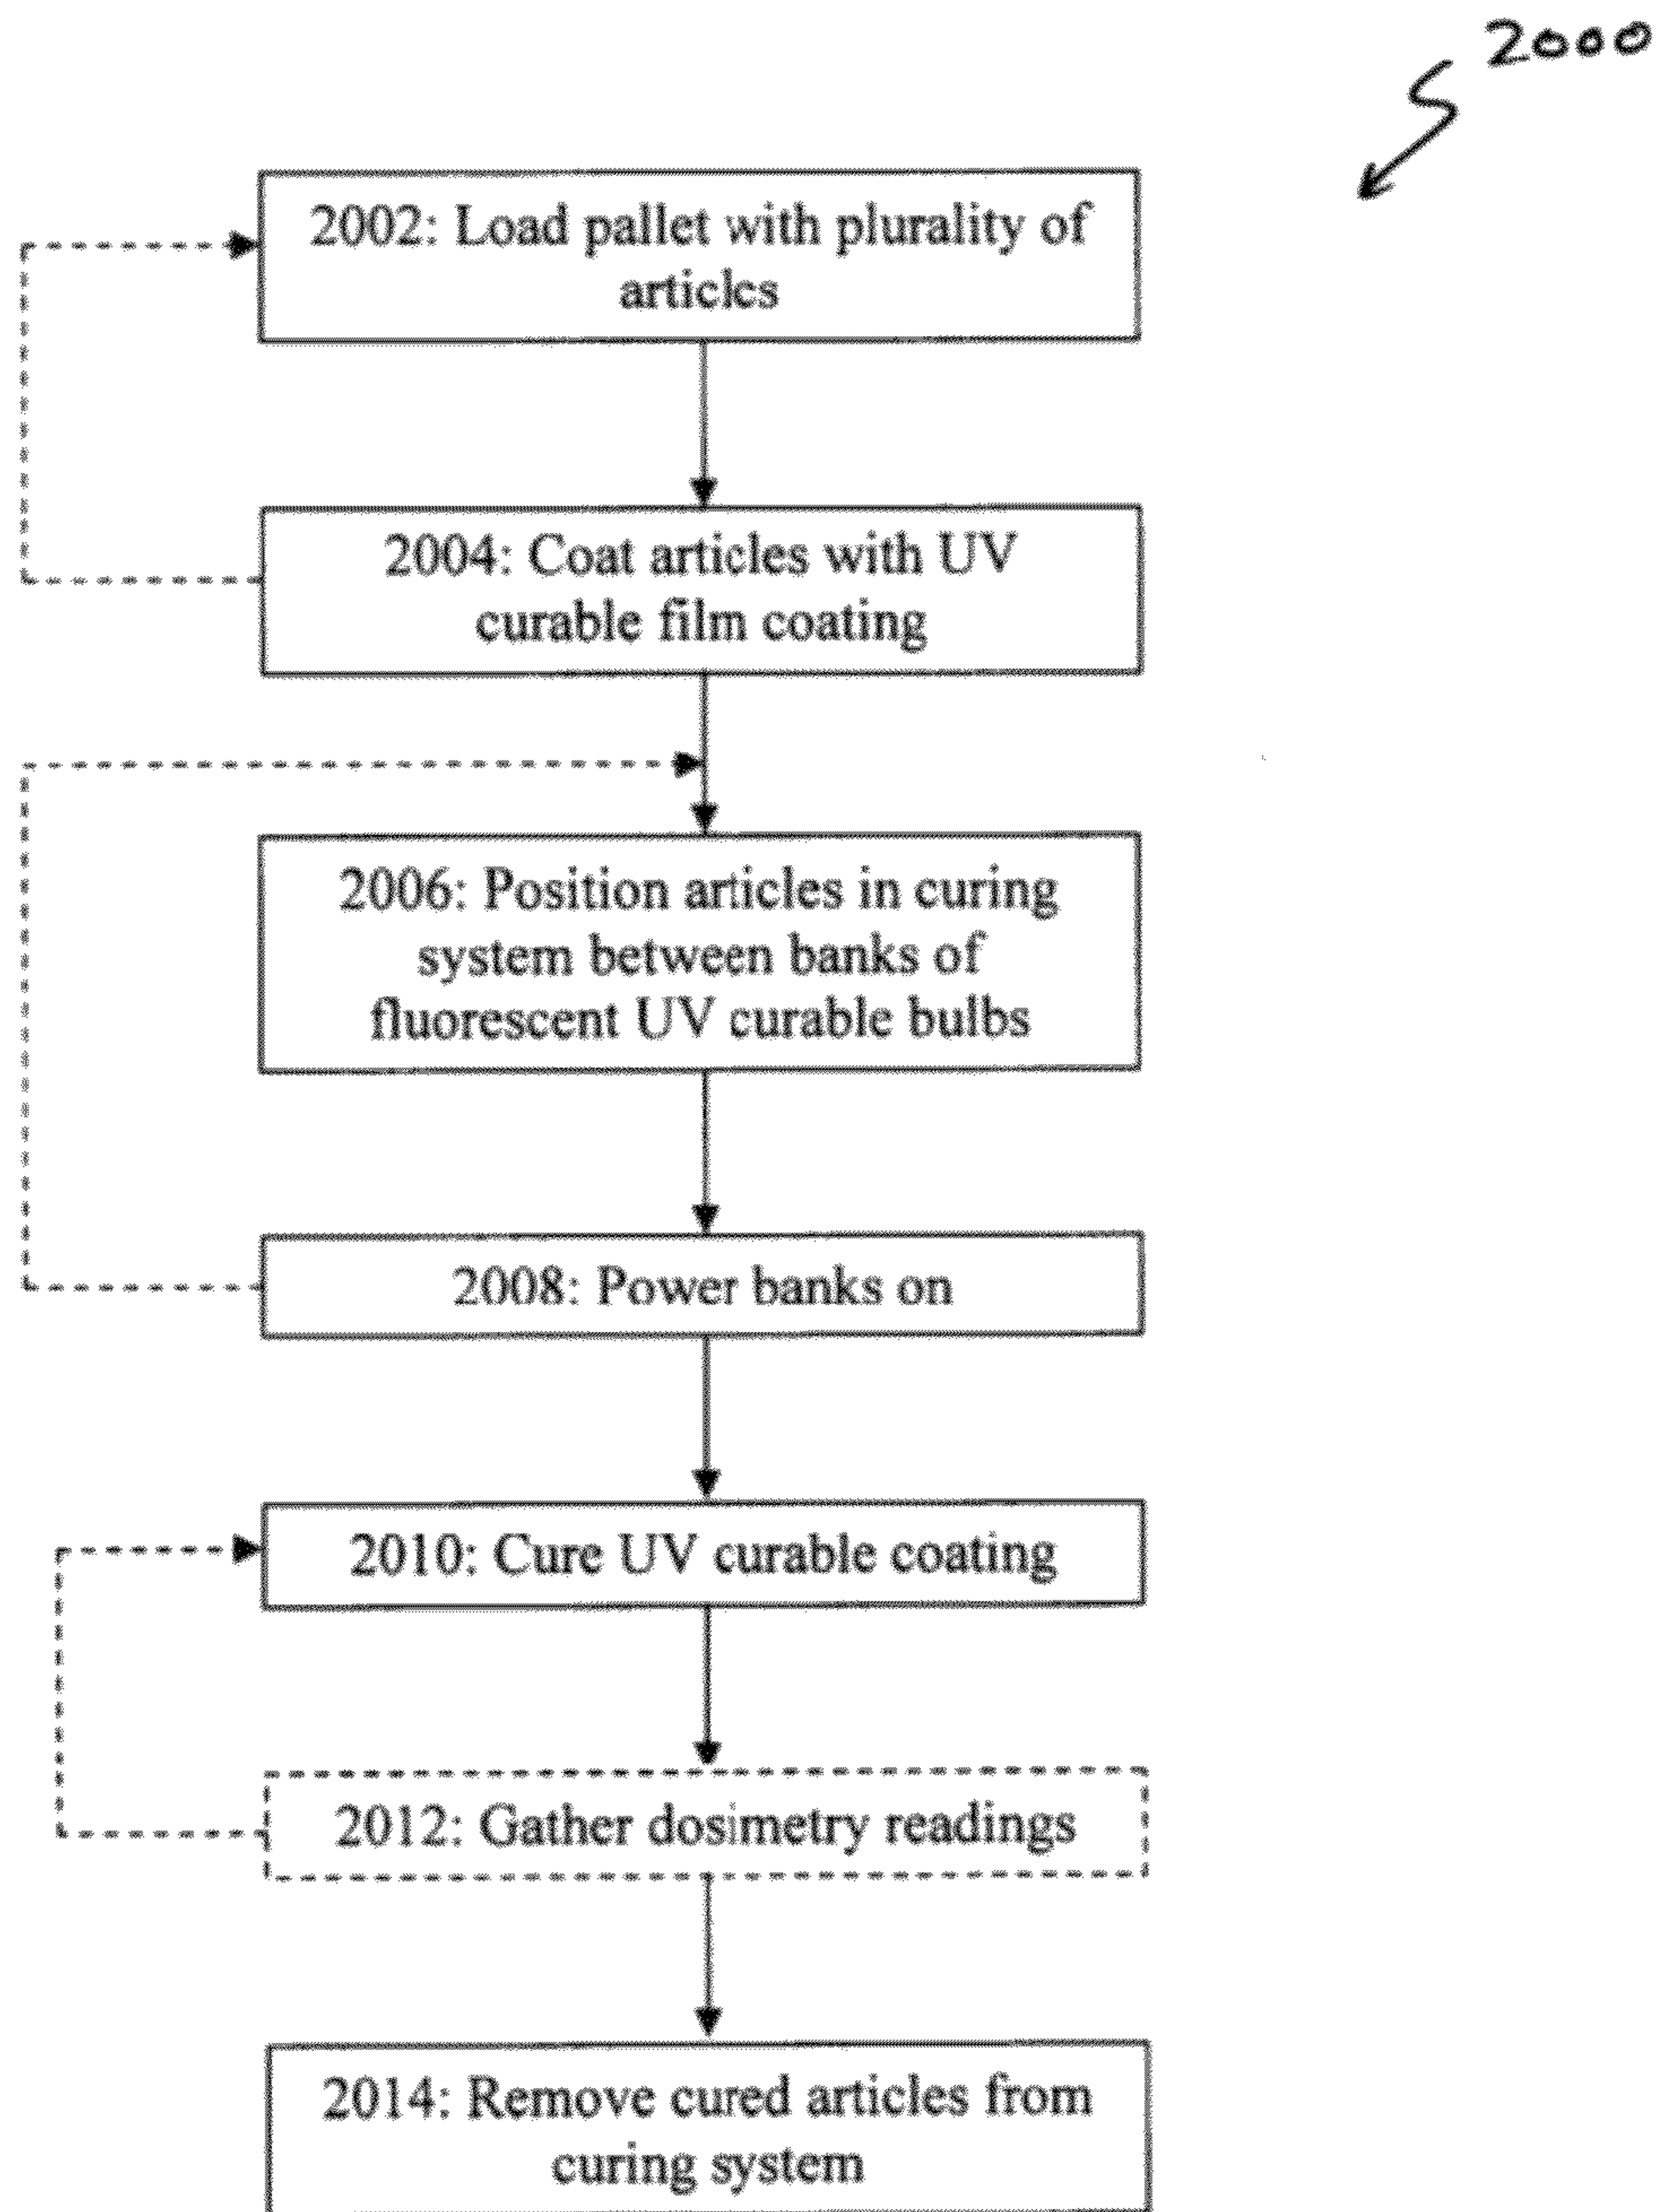 2000
2002: Load pallet with plurality of
articles
2004: Coat articles with UV
curable film coating
2006: Position articles in curing
system between banks of
fluorescent UV curable bulbs
2008: Power banks on
2010: Cure UV curable coating
2012: Gather dosimetry readings
2014: Remove cured articles from
curing system